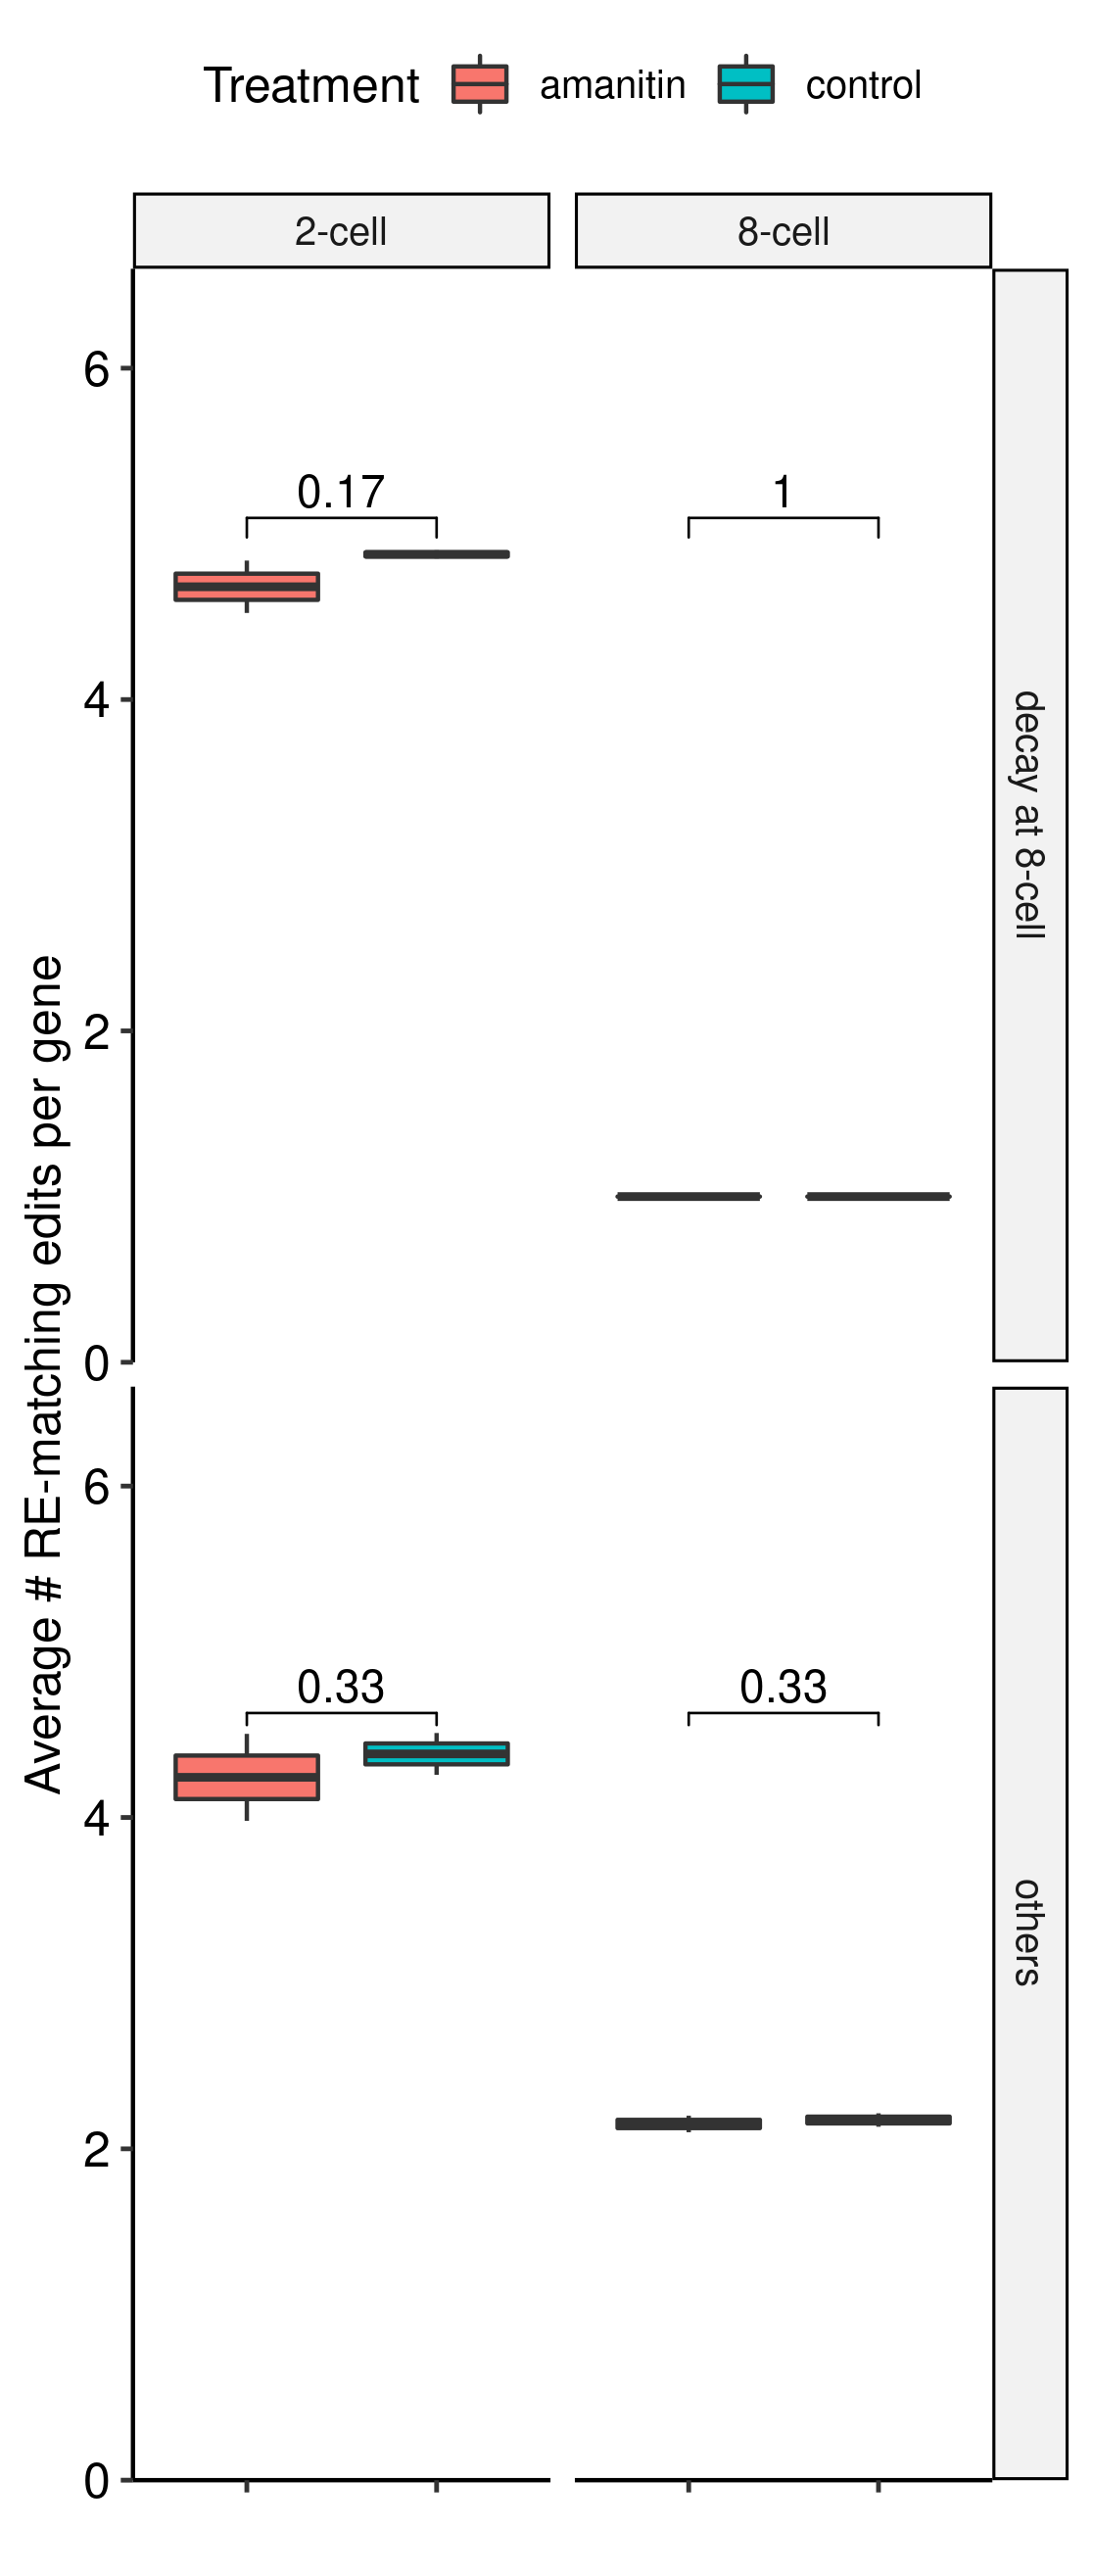 Treatment amanitin control
2-cell 8-cell
6
0.17 1
4
decay at 8-cell
2
0
Average # RE-matching edits per gene
6
0.33 0.33
4
others
2
0